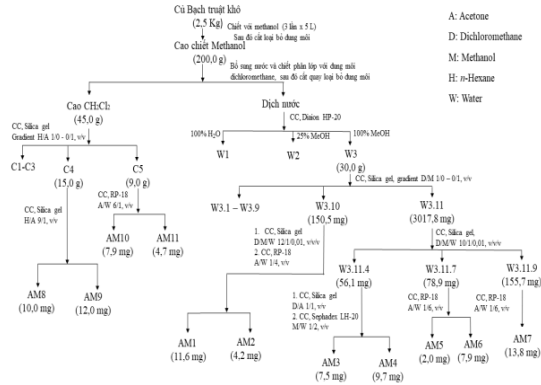 Củ Bạch truật khô
(2,5 Kg)
Chiết với methanol (3 lần x 5 L)
Sau đó cất loại bỏ dung môi
Cao chiết Methanol
(200,0 g)
Bổ sung nước và chiết phân lớp với dung môi
dichloromethane, sau đó cất quay loại bỏ dung môi
A: Acetone
D: Dichloromethane
M: Methanol
H: n-Hexane
W: Water
Cao CH2Cl2
(45,0 g)
Dịch nước
CC, Silica gel
Gradient H/A 1/0 - 0/1, v/v
CC, Diaion HP-20
100% H2O
25% MeOH
100% MeOH
C1-C3
C4
(15,0 g)
C5
(9,0 g)
W1
W2
W3
(30,0 g)
CC, Silica gel, gradient D/M 1/0 – 0/1, v/v
CC, Silica gel
H/A 9/1, v/v
CC, RP-18
A/W 6/1, v/v
W3.1 – W3.9
W3.10
(150,5 mg)
W3.11
(3017,8 mg)
AM10
(7,9 mg)
AM11
(4,7 mg)
1. CC, Silica gel
D/M/W 12/1/0,01, v/v/v
2. CC, RP-18
A/W 1/4, v/v
CC, Silica gel,
D/M/W 10/1/0,01, v/v/v
AM8
(10,0 mg)
AM9
(12,0 mg)
W3.11.4
(56,1 mg)
W3.11.7
(78,9 mg)
W3.11.9
(155,7 mg)
1. CC, Silica gel
D/A 1/1, v/v
2. CC, Sephadex LH-20
M/W 1/2, v/v
CC, RP-18
A/W 1/6, v/v
CC, RP-18
A/W 1/6, v/v
AM1
(11,6 mg)
AM2
(4,2 mg)
AM3
(7,5 mg)
AM4
(9,7 mg)
AM5
(2,0 mg)
AM6
(7,9 mg)
AM7
(13,8 mg)